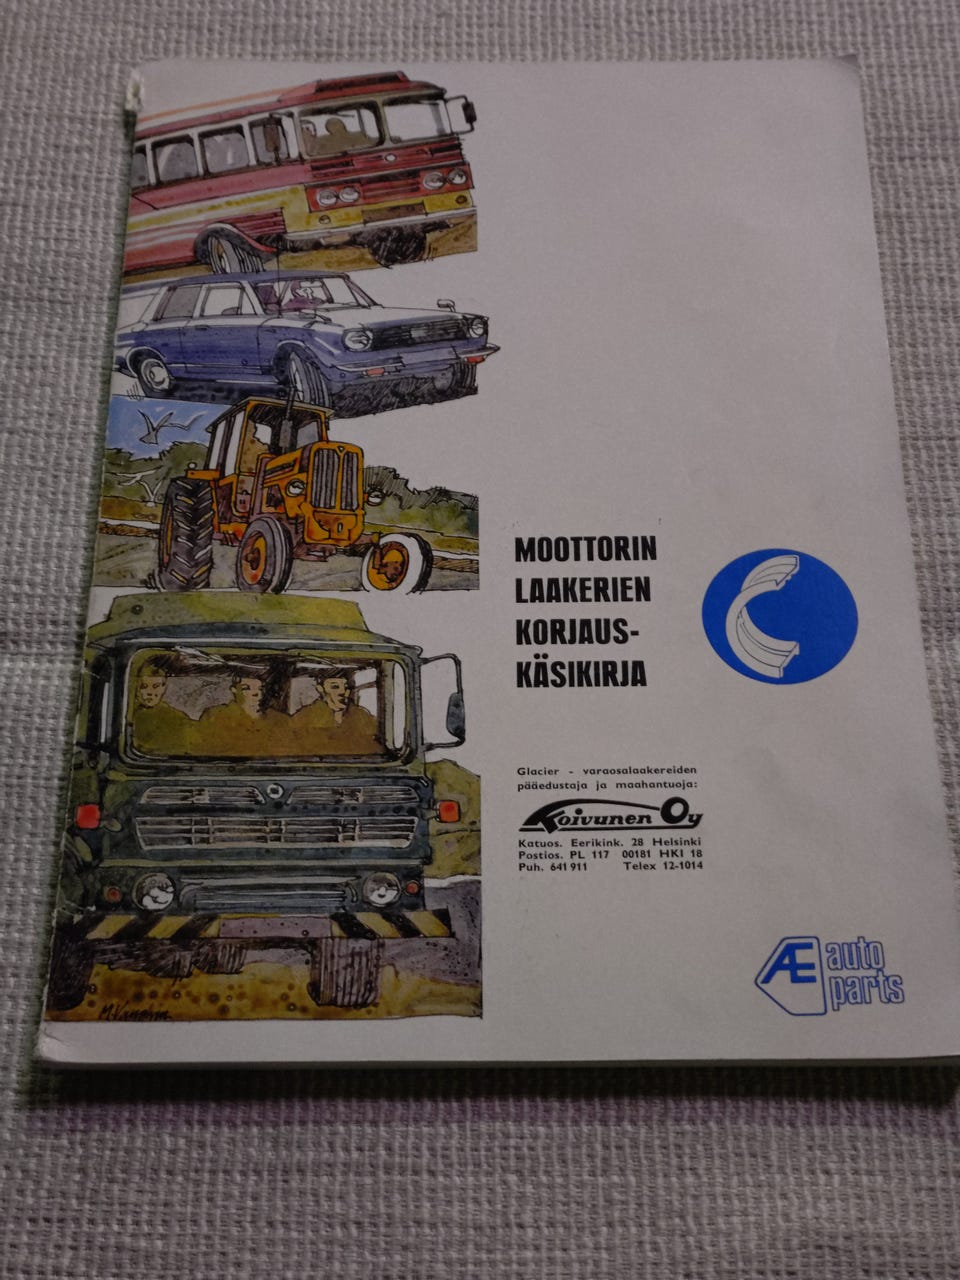 MOOTTORIN
LAAKERIEN
KORJAUS-
KÄSIKIRJA
Glacier - varaosalaakereiden
pääedustaja ja maahantuoja:
Koivunen Oy
Katuos. Eerikink. 28 Helsinki
Postios. PL 117 00181 HKI 18
Puh. 641 911 Telex 12-1014
AE auto
parts